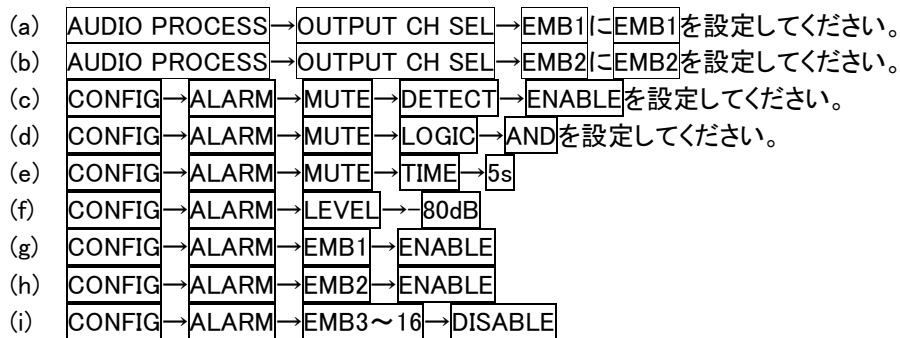 (a) AUDIO PROCESS→OUTPUT CH SEL→EMB1にEMB1を設定してください。
(b) AUDIO PROCESS→OUTPUT CH SEL→EMB2にEMB2を設定してください。
(c) CONFIG→ALARM→MUTE→DETECT→ENABLEを設定してください。
(d) CONFIG→ALARM→MUTE→LOGIC→ANDを設定してください。
(e) CONFIG→ALARM→MUTE→TIME→5s
(f) CONFIG→ALARM→LEVEL→-80dB
(g) CONFIG→ALARM→EMB1→ENABLE
(h) CONFIG→ALARM→EMB2→ENABLE
(i) CONFIG→ALARM→EMB3～16→DISABLE